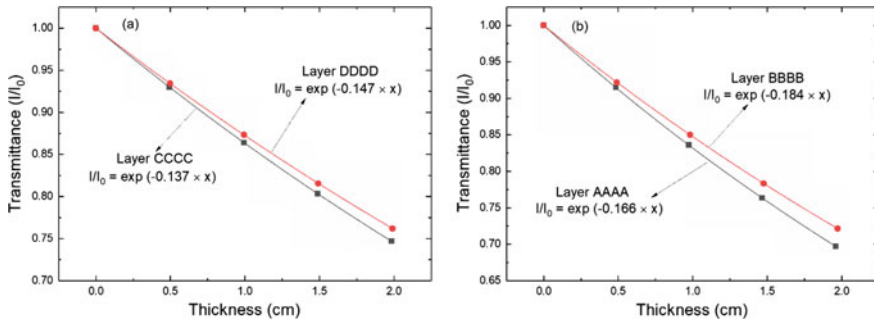 (a)
Layer DDDD
I/I₀ = exp (-0.147 × x)
Layer CCCC
I/I₀ = exp (-0.137 × x)
Transmittance (I/I₀)
1.00
0.95
0.90
0.85
0.80
0.75
0.70
0.0 0.5 1.0 1.5 2.0
Thickness (cm)
(b)
Layer BBBB
I/I₀ = exp (-0.184 × x)
Layer AAAA
I/I₀ = exp (-0.166 × x)
Transmittance (I/I₀)
1.00
0.95
0.90
0.85
0.80
0.75
0.70
0.65
0.0 0.5 1.0 1.5 2.0
Thickness (cm)